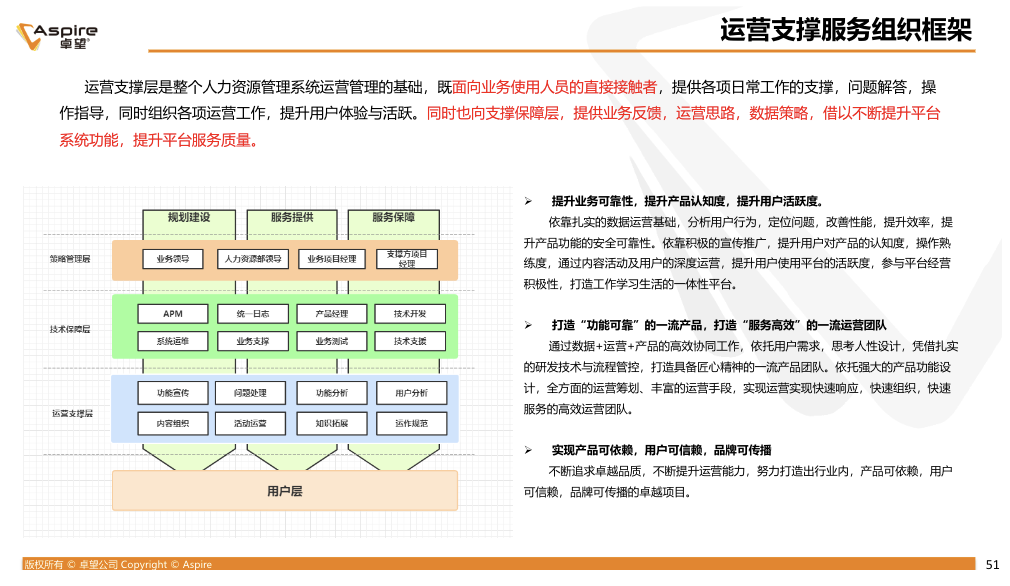 Aspire
卓望®
运营支撑服务组织框架
运营支撑层是整个人力资源管理系统运营管理的基础，既面向业务使用人员的直接接触者，提供各项日常工作的支撑，问题解答，操
作指导，同时组织各项运营工作，提升用户体验与活跃。同时也向支撑保障层，提供业务反馈，运营思路，数据策略，借以不断提升平台
系统功能，提升平台服务质量。
规划建设 服务提供 服务保障
策略管理层 业务领导 人力资源部领导 业务项目经理 支撑方项目
经理
技术保障层
APM 统一日志 产品经理 技术开发
系统运维 业务支撑 业务测试 技术支援
运营支撑层
功能宣传 问题处理 功能分析 用户分析
内容组织 活动运营 知识拓展 运作规范
用户层
➢ 提升业务可靠性，提升产品认知度，提升用户活跃度。
依靠扎实的数据运营基础，分析用户行为，定位问题，改善性能，提升效率，提
升产品功能的安全可靠性。依靠积极的宣传推广，提升用户对产品的认知度，操作熟
练度，通过内容活动及用户的深度运营，提升用户使用平台的活跃度，参与平台经营
积极性，打造工作学习生活的一体性平台。
➢ 打造“功能可靠”的一流产品，打造“服务高效”的一流运营团队
通过数据+运营+产品的高效协同工作，依托用户需求，思考人性设计，凭借扎实
的研发技术与流程管控，打造具备匠心精神的一流产品团队。依托强大的产品功能设
计，全方面的运营筹划、丰富的运营手段，实现运营实现快速响应，快速组织，快速
服务的高效运营团队。
➢ 实现产品可依赖，用户可信赖，品牌可传播
不断追求卓越品质，不断提升运营能力，努力打造出行业内，产品可依赖，用户
可信赖，品牌可传播的卓越项目。
版权所有 © 卓望公司 Copyright © Aspire
51